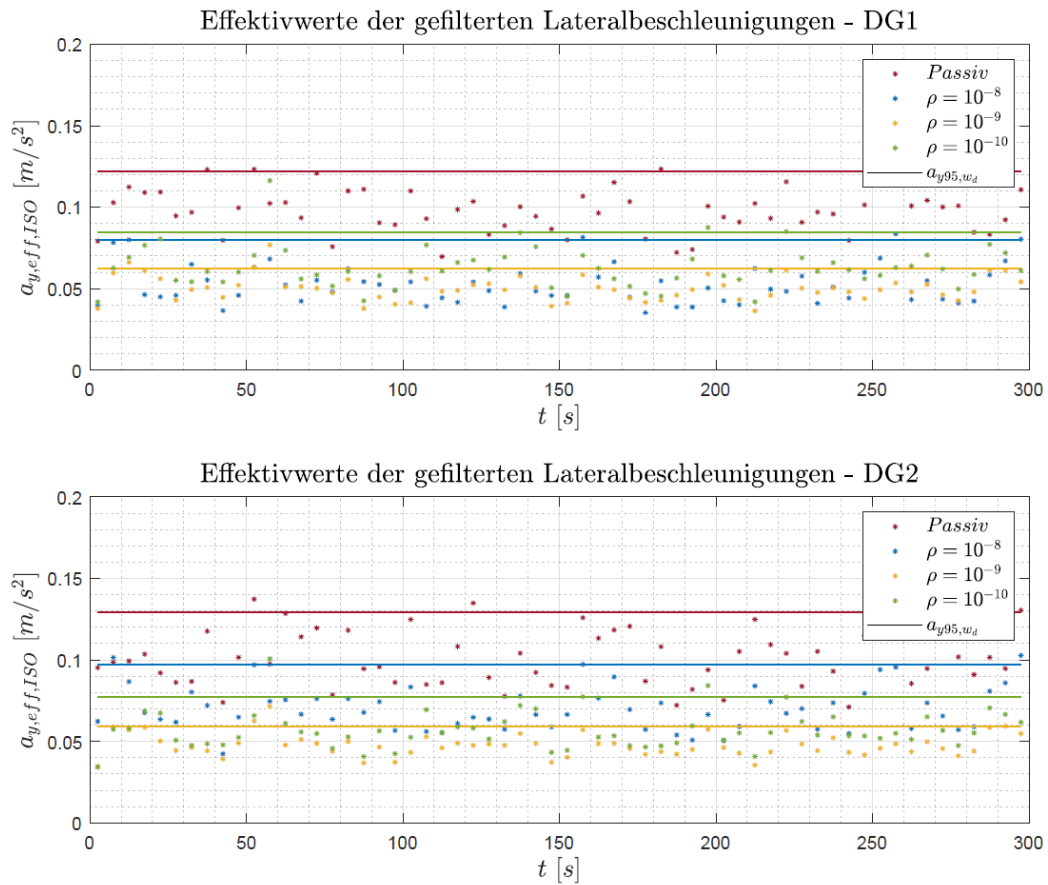 Effektivwerte der gefilterten Lateralbeschleunigungen - DG1
0.2
0.15
0.1
0.05
0
a_{y,eff,ISO} [m/s^2]
Passiv
ρ = 10^{-8}
ρ = 10^{-9}
ρ = 10^{-10}
a_{y95,w_d}
0 50 100 150 200 250 300
t [s]
Effektivwerte der gefilterten Lateralbeschleunigungen - DG2
0.2
0.15
0.1
0.05
0
a_{y,eff,ISO} [m/s^2]
Passiv
ρ = 10^{-8}
ρ = 10^{-9}
ρ = 10^{-10}
a_{y95,w_d}
0 50 100 150 200 250 300
t [s]